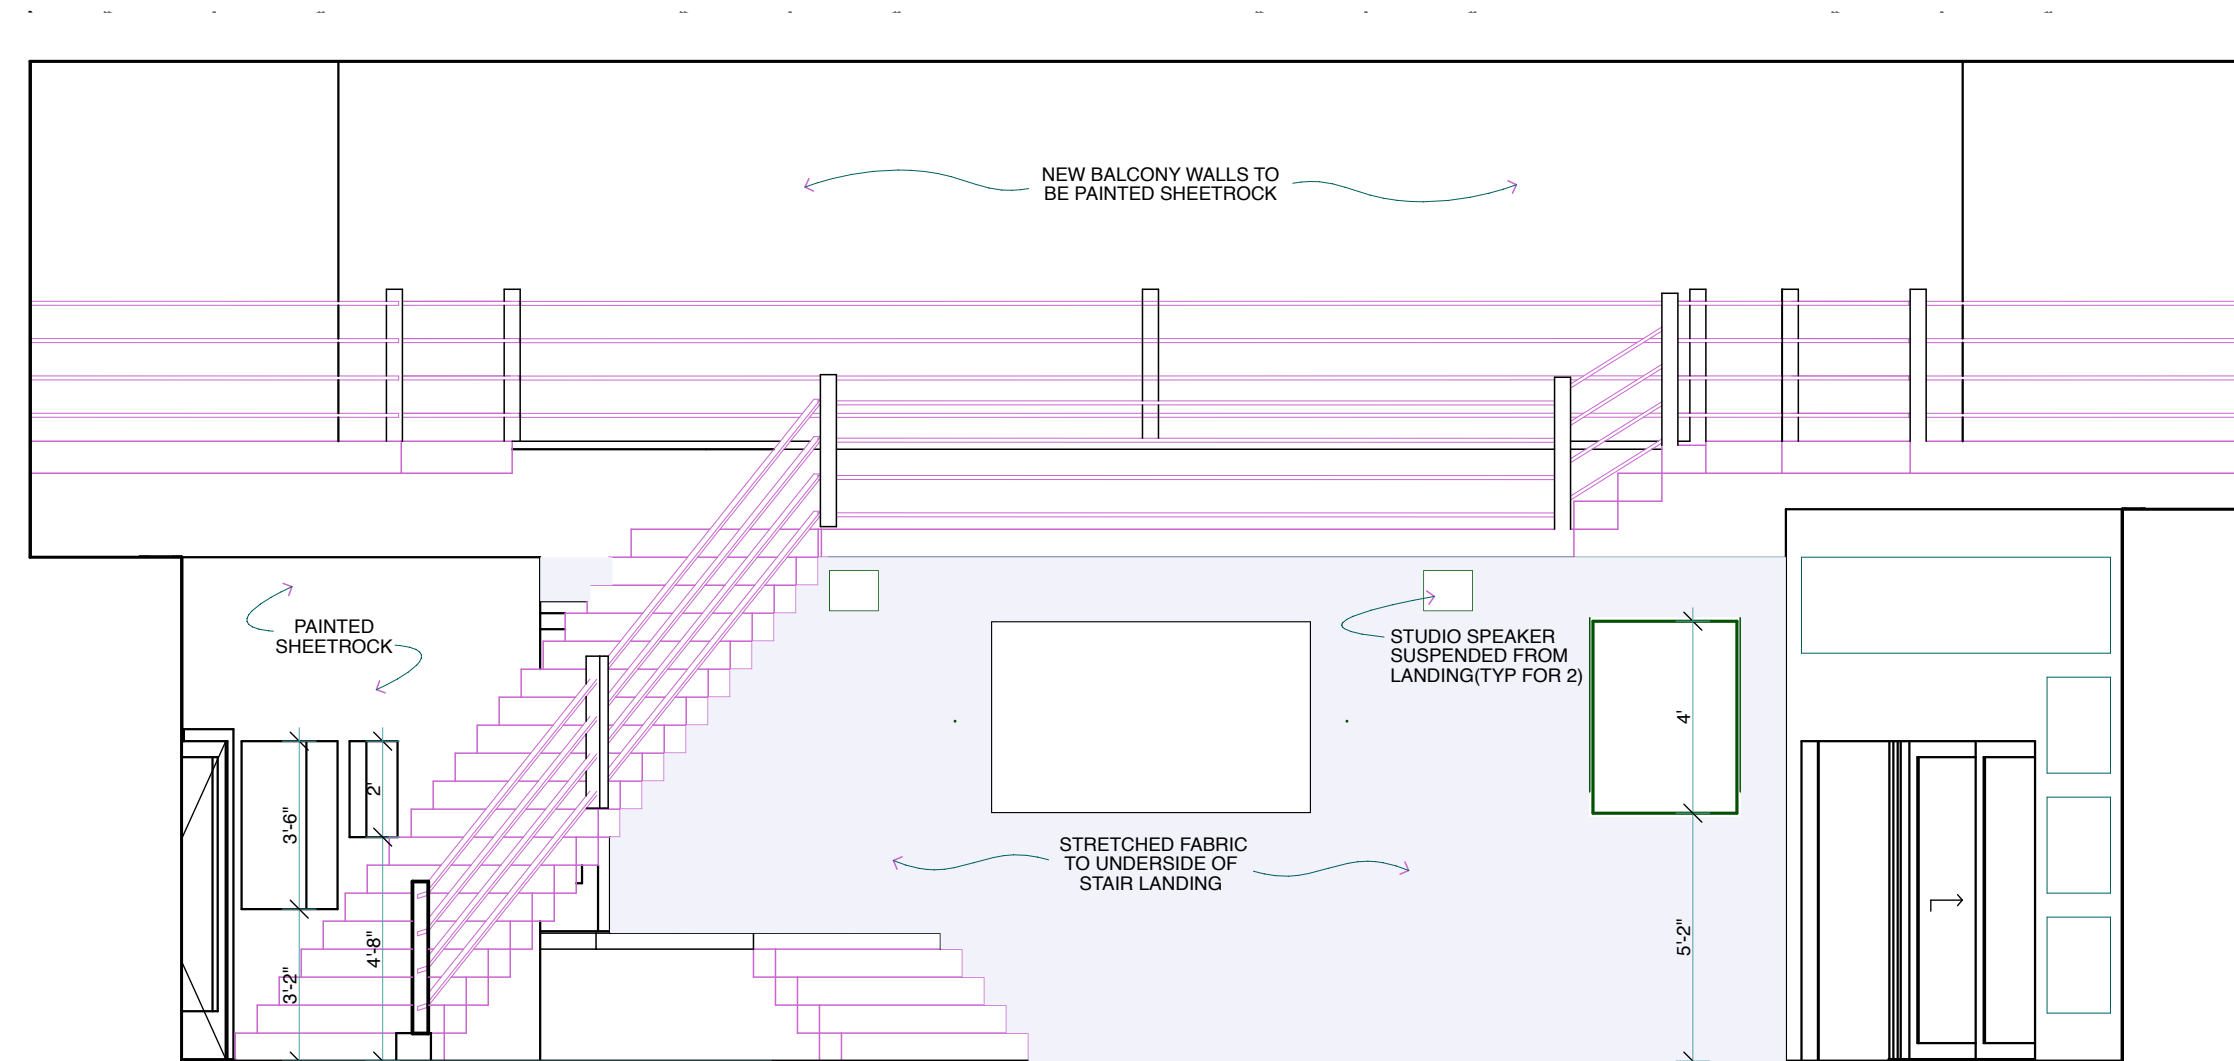 NEW BALCONY WALLS TO
BE PAINTED SHEETROCK
PAINTED
SHEETROCK
STUDIO SPEAKER
SUSPENDED FROM
LANDING(TYP FOR 2)
4'
2'
3'-6"
STRETCHED FABRIC
TO UNDERSIDE OF
STAIR LANDING
4'-8"
3'-2"
5'-2"